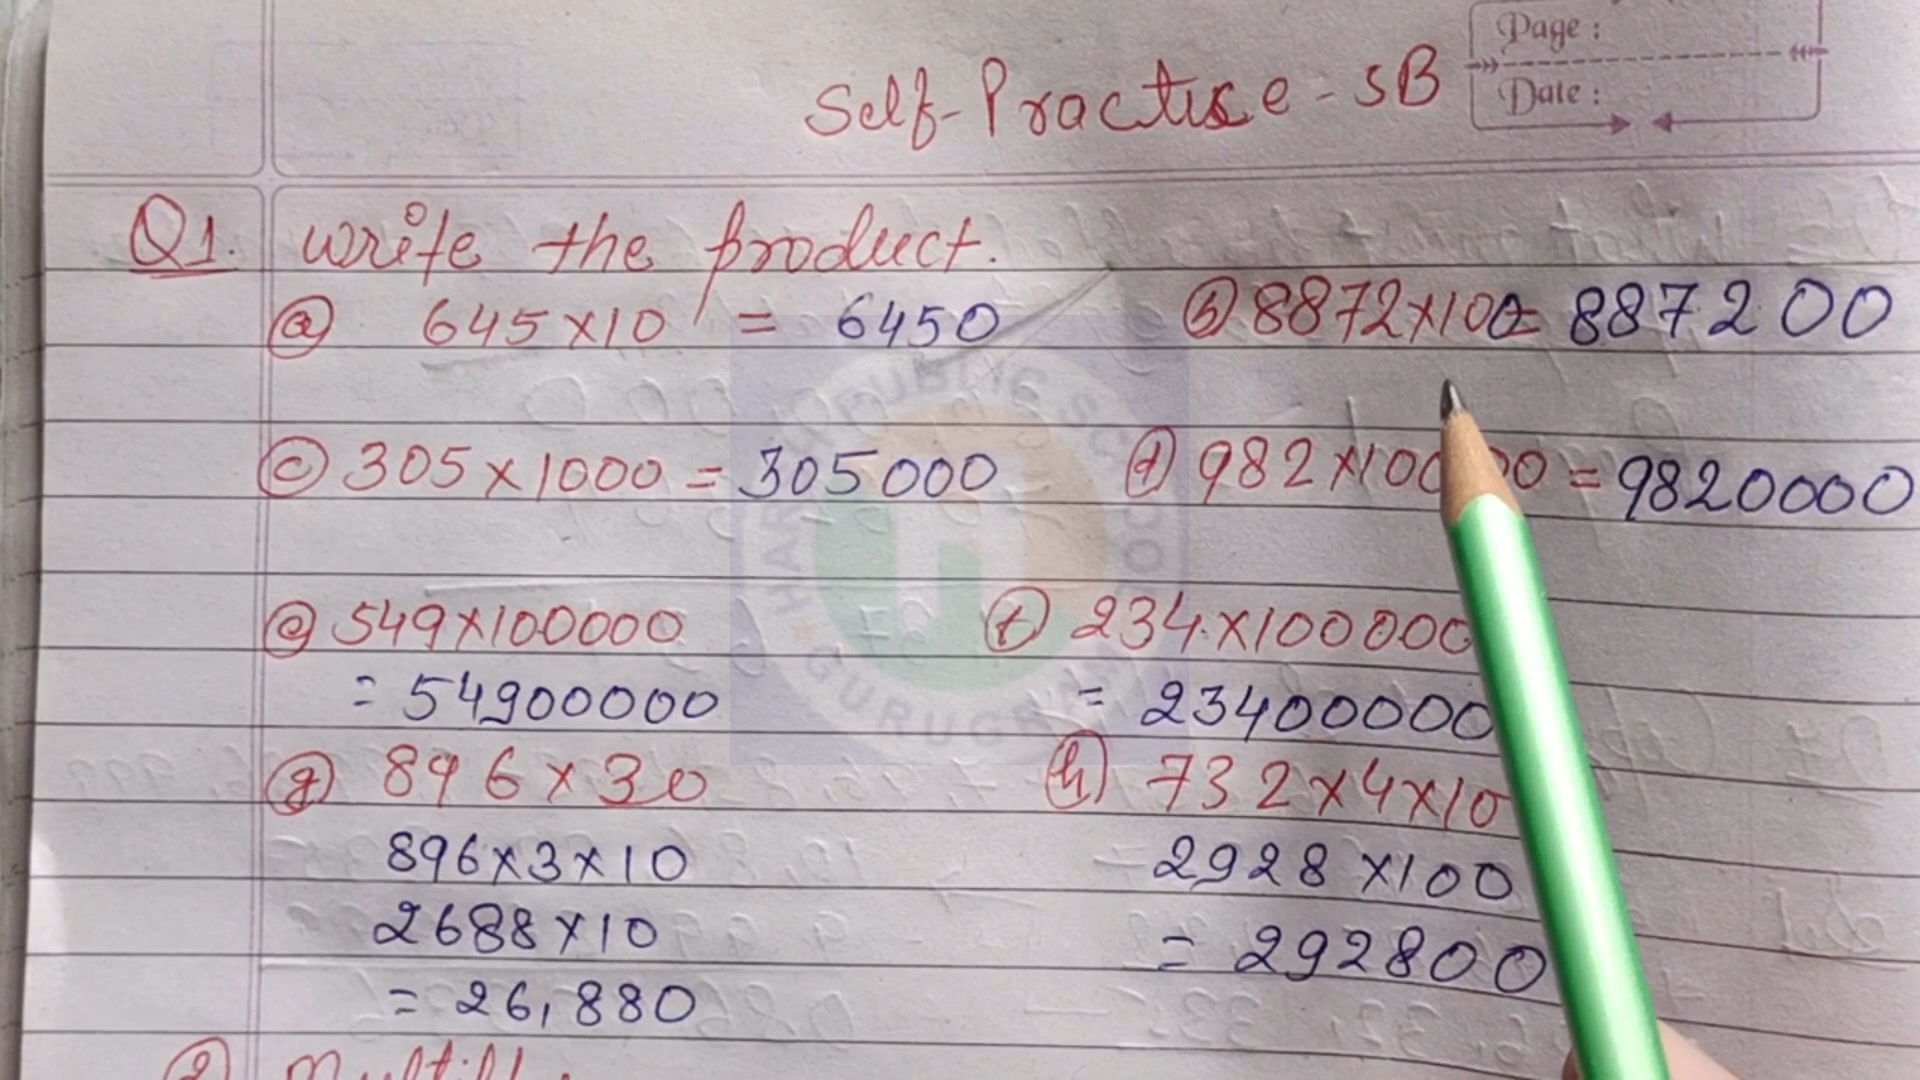 Page :
Self-Practise - 5B
Date :
Q1. write the product.
(a) 645 x 10 = 6450
(b) 8872 x 100 = 887200
(c) 305 x 1000 = 305000
(d) 982 x 10000 = 9820000
(e) 549 x 100000
= 54900000
(f) 234 x 100000
= 23400000
(g) 896 x 30
896 x 3 x 10
2688 x 10
= 26,880
(h) 732 x 4 x 10
2928 x 100
= 292800